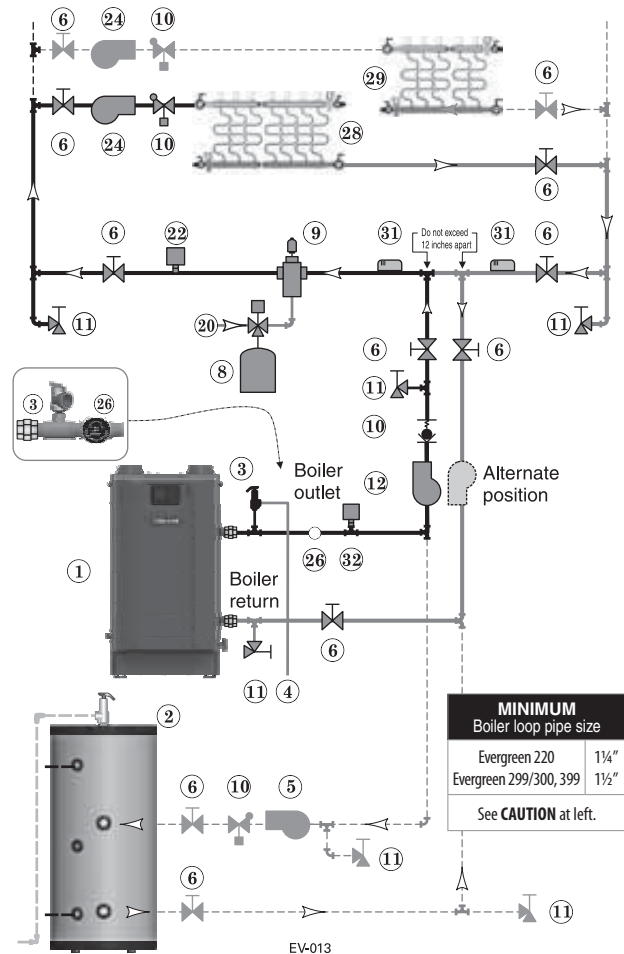 6 24 10
29
6
6 24 10
28
6
6 22 9 31
Do not exceed
12 inches apart
31 6
11 20 8
6 6
11
11
3 26
10
3 Boiler
outlet
12 Alternate
position
1
26 32
Boiler
return
6
11 4
2
MINIMUM
Boiler loop pipe size
Evergreen 220 1¼”
Evergreen 299/300, 399 1½”
See CAUTION at left.
6 10 5
11
6
11
EV-013